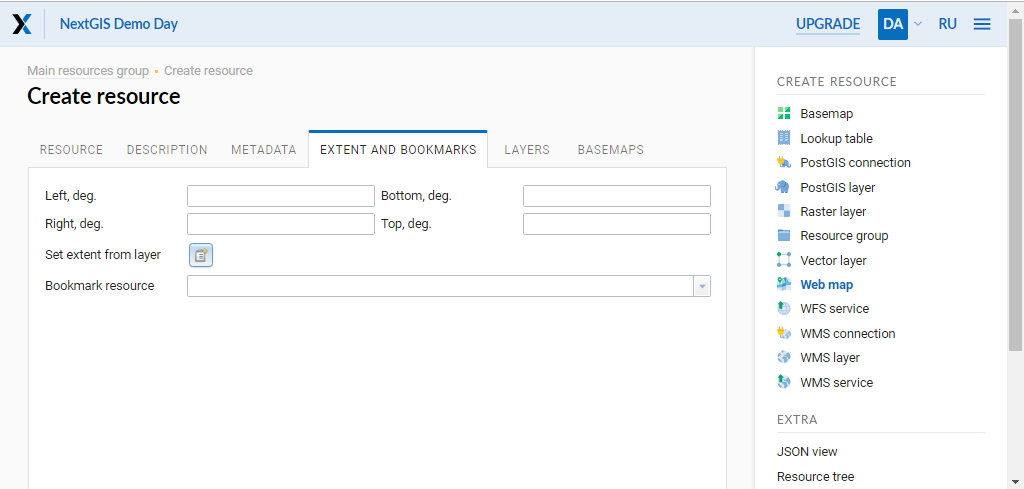 NextGIS Demo Day
UPGRADE
DA
RU
Main resources group • Create resource
Create resource
RESOURCE
DESCRIPTION
METADATA
EXTENT AND BOOKMARKS
LAYERS
BASEMAPS
Left, deg.
Bottom, deg.
Right, deg.
Top, deg.
Set extent from layer
Bookmark resource
CREATE RESOURCE
Basemap
Lookup table
PostGIS connection
PostGIS layer
Raster layer
Resource group
Vector layer
Web map
WFS service
WMS connection
WMS layer
WMS service
EXTRA
JSON view
Resource tree